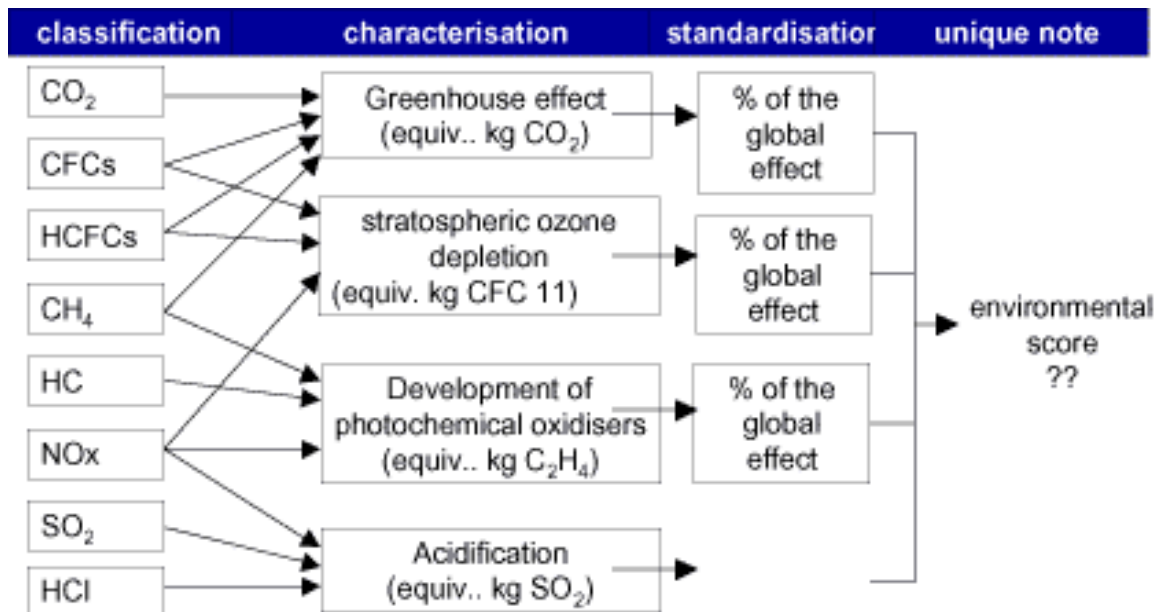 classification characterisation standardisation unique note
CO₂
CFCs
HCFCs
CH₄
HC
NOx
SO₂
HCl
Greenhouse effect
(equiv.. kg CO₂)
stratospheric ozone
depletion
(equiv. kg CFC 11)
Development of
photochemical oxidisers
(equiv.. kg C₂H₄)
Acidification
(equiv.. kg SO₂)
% of the
global
effect
% of the
global
effect
% of the
global
effect
environmental
score
??